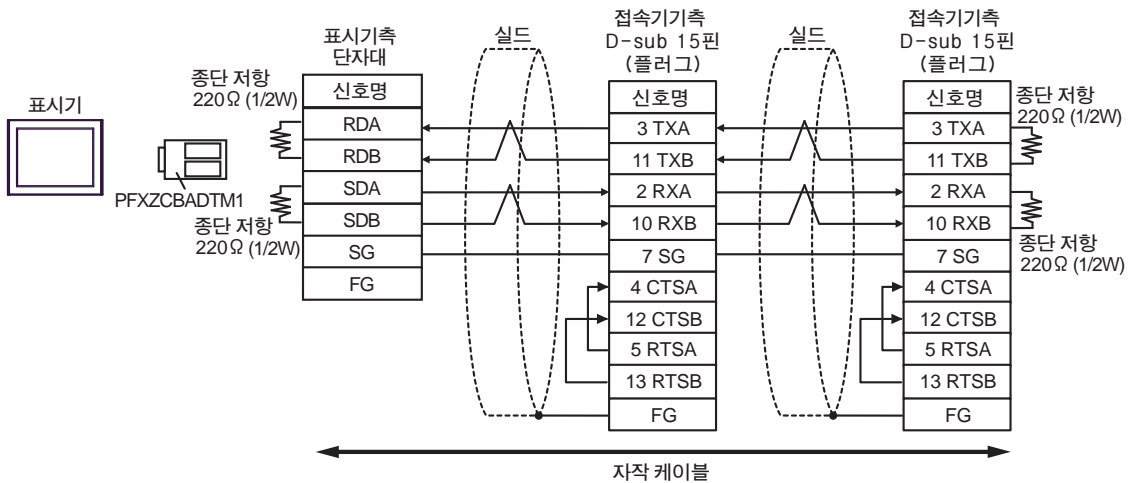 표시기
PFXZCBADTM1
종단 저항
220Ω (1/2W)
종단 저항
220Ω (1/2W)
표시기측
단자대
신호명
RDA
RDB
SDA
SDB
SG
FG
실드
접속기기측
D-sub 15핀
(플러그)
신호명
3 TXA
11 TXB
2 RXA
10 RXB
7 SG
4 CTSA
12 CTSB
5 RTSA
13 RTSB
FG
실드
접속기기측
D-sub 15핀
(플러그)
신호명
3 TXA
11 TXB
2 RXA
10 RXB
7 SG
4 CTSA
12 CTSB
5 RTSA
13 RTSB
FG
종단 저항
220Ω (1/2W)
종단 저항
220Ω (1/2W)
자작 케이블